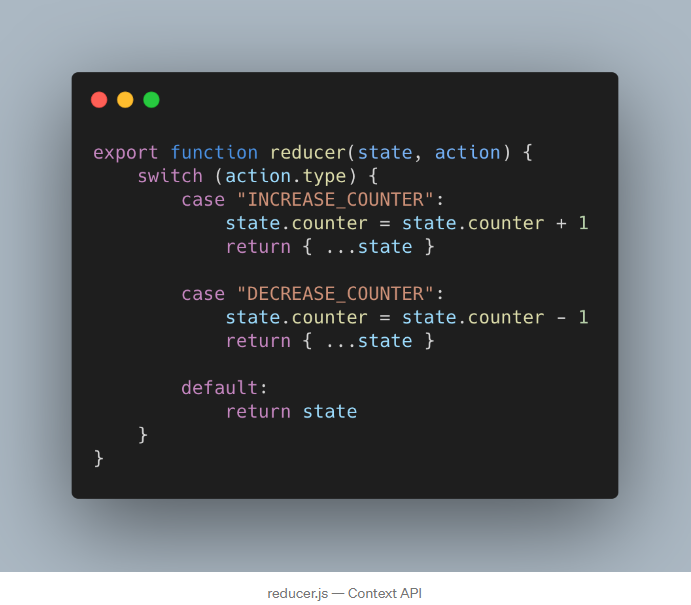 export function reducer(state, action) {
    switch (action.type) {
        case "INCREASE_COUNTER":
            state.counter = state.counter + 1
            return { ...state }

        case "DECREASE_COUNTER":
            state.counter = state.counter - 1
            return { ...state }

        default:
            return state
    }
}
reducer.js — Context API